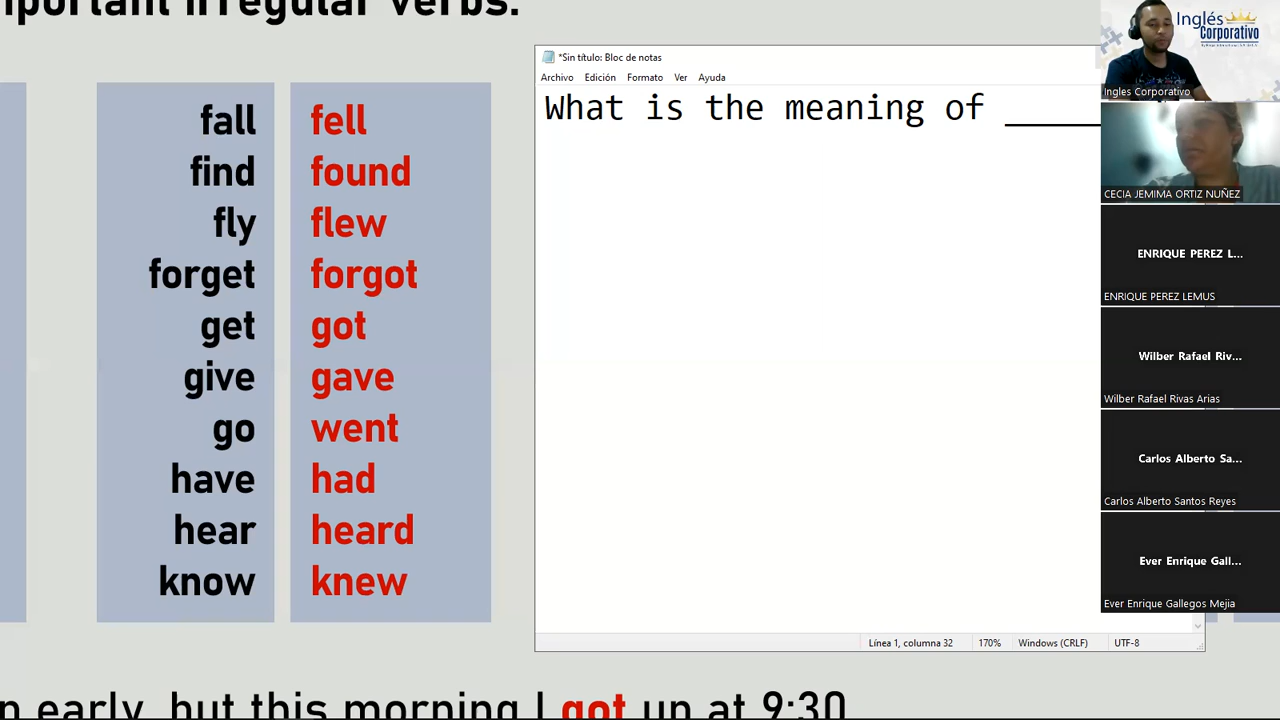 mportant irregular verbs.
fall fell
find found
fly flew
forget forgot
get got
give gave
go went
have had
hear heard
know knew
n early, but this morning I got up at 9:30
*Sin título: Bloc de notas
Archivo Edición Formato Ver Ayuda
What is the meaning of _____
Línea 1, columna 32 170% Windows (CRLF) UTF-8
Inglés
Corporativo
Ingles Corporativo
CECIA JEMIMA ORTIZ NUÑEZ
ENRIQUE PEREZ L...
ENRIQUE PEREZ LEMUS
Wilber Rafael Riv...
Wilber Rafael Rivas Arias
Carlos Alberto Sa...
Carlos Alberto Santos Reyes
Ever Enrique Gall...
Ever Enrique Gallegos Mejia